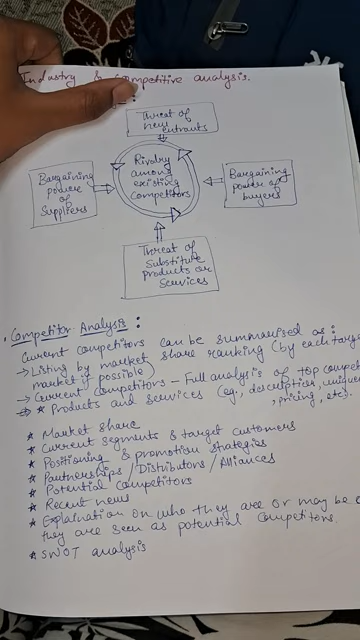 Industry & competitive analysis.
Threat of
new
entrants
Rivalry
among
existing
competitors
Bargaining
power
of
Suppliers
Bargaining
power of
buyers
Threat of
Substitute
products or
Services
Competitor Analysis:
Current competitors can be summarised as:
→ Listing by market share ranking (by each target
market if possible)
→ Current competitors - Full analysis of top
* Products and services (eg., description,
, pricing, etc).
* Market share
* Current segments & target customers
* Positioning & promotion strategies
* Partnerships / Distributors / Alliances
* Potential competitors
* Recent news
* Explaination on who they are or may be
they are seen as potential competitors.
* SWOT analysis